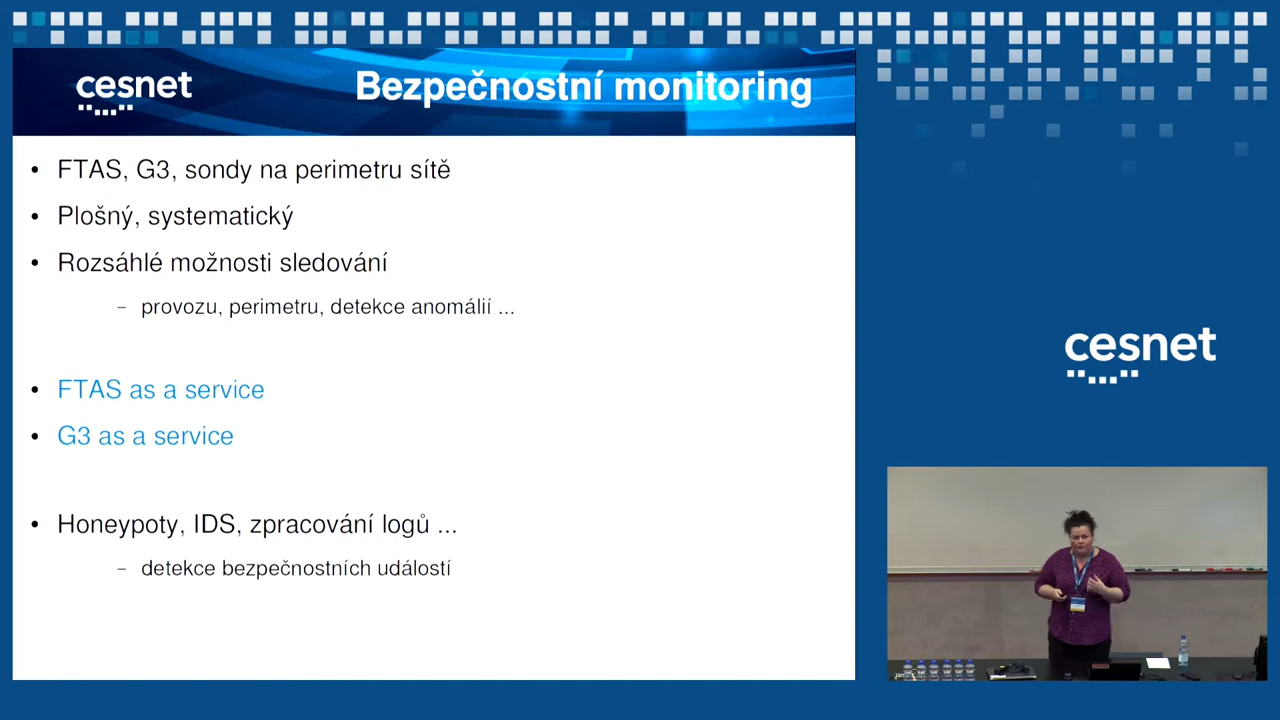 cesnet
Bezpečnostní monitoring
• FTAS, G3, sondy na perimetru sítě
• Plošný, systematický
• Rozsáhlé možnosti sledování
– provozu, perimetru, detekce anomálií ...
• FTAS as a service
• G3 as a service
• Honeypoty, IDS, zpracování logů ...
– detekce bezpečnostních událostí
cesnet